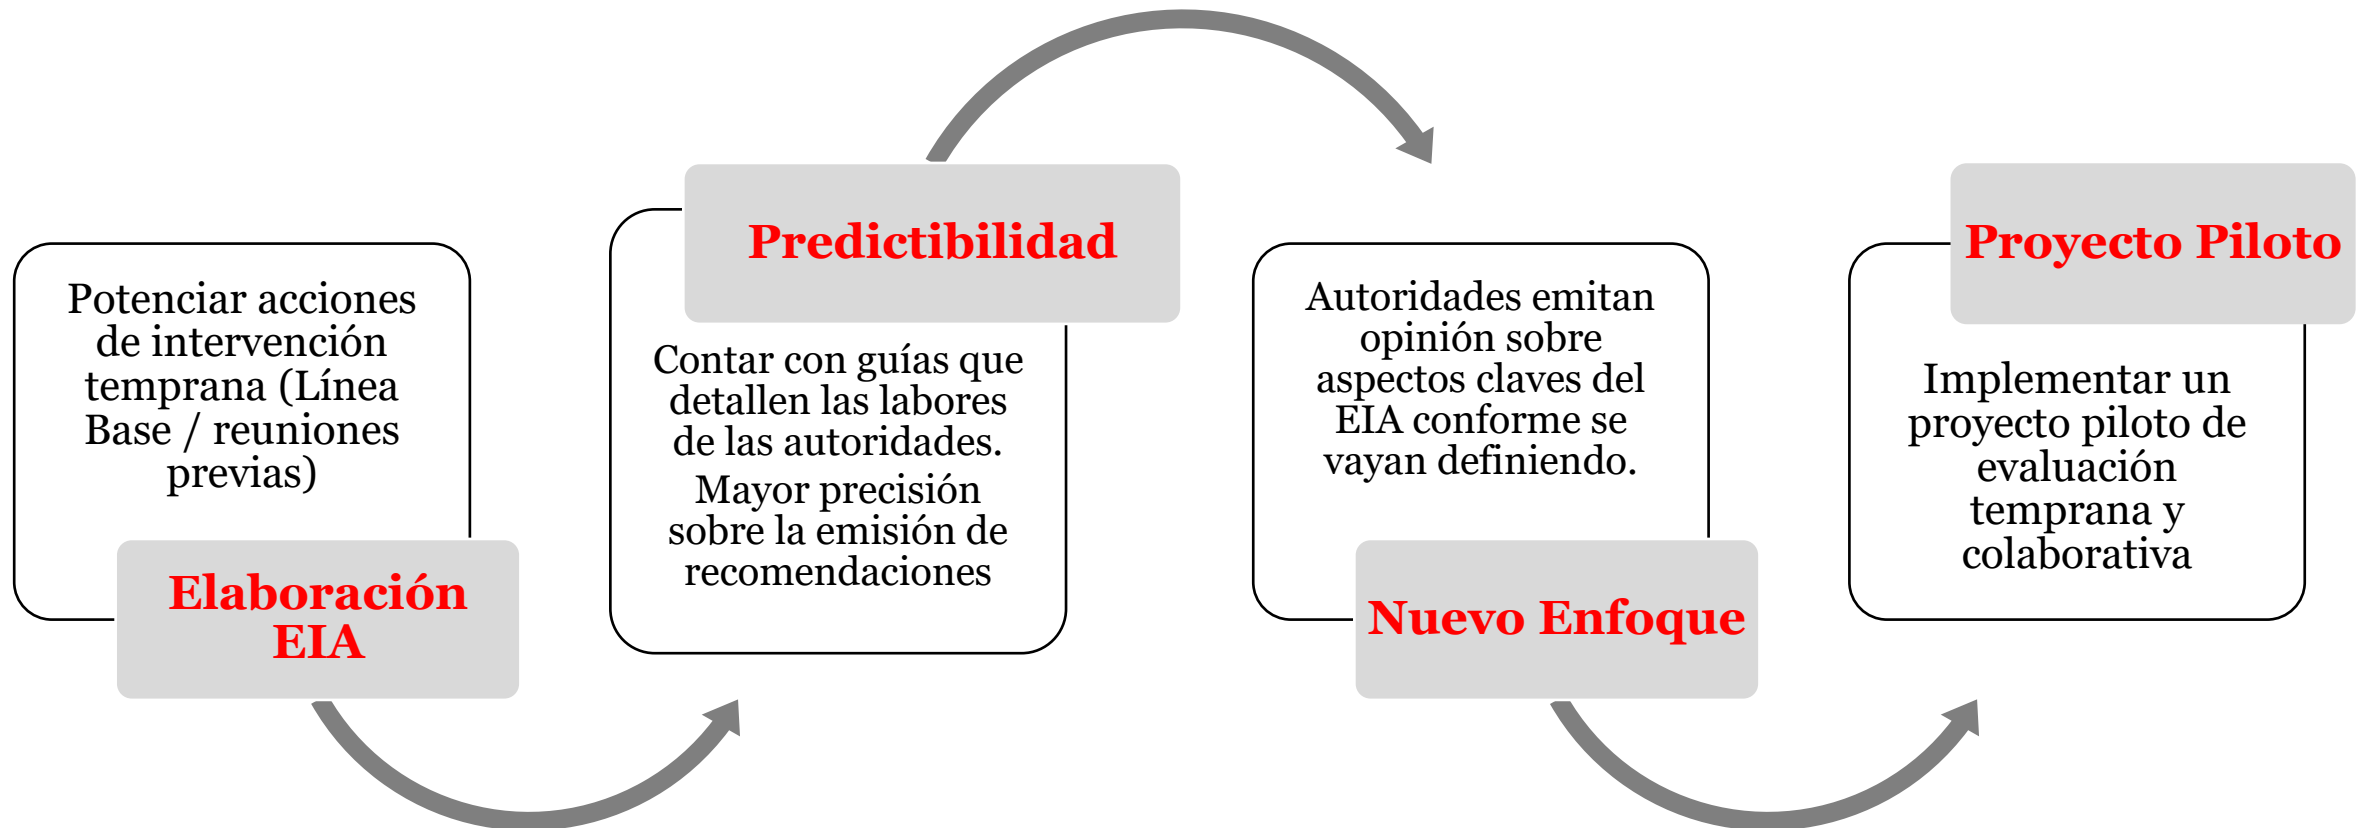 Potenciar acciones
de intervención
temprana (Línea
Base / reuniones
previas)
Elaboración
EIA
Predictibilidad
Contar con guías que
detallen las labores
de las autoridades.
Mayor precisión
sobre la emisión de
recomendaciones
Autoridades emitan
opinión sobre
aspectos claves del
EIA conforme se
vayan definiendo.
Nuevo Enfoque
Proyecto Piloto
Implementar un
proyecto piloto de
evaluación
temprana y
colaborativa